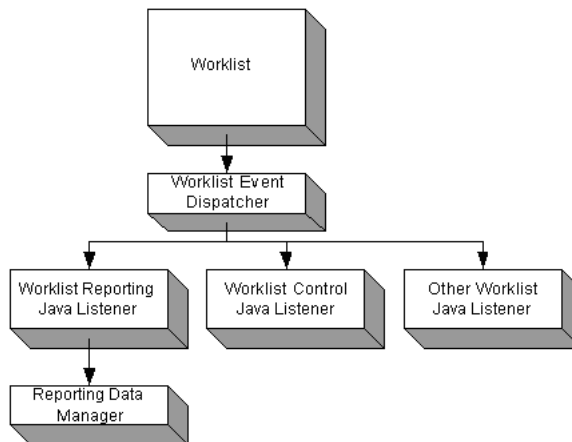 Worklist
Worklist Event
Dispatcher
Worklist Reporting
Java Listener
Worklist Control
Java Listener
Other Worklist
Java Listener
Reporting Data
Manager